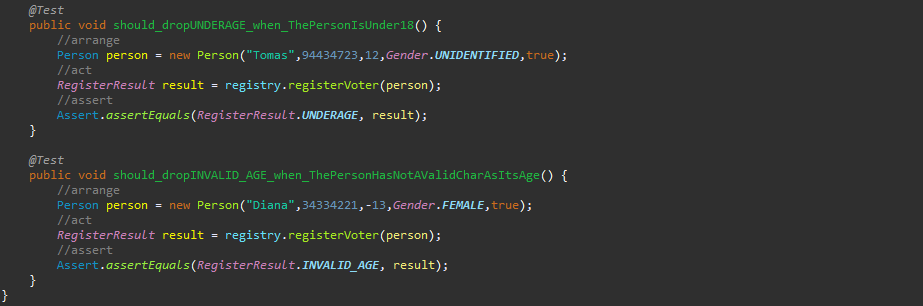 @Test
public void should_dropUNDERAGE_when_ThePersonIsUnder18() {
//arrange
Person person = new Person("Tomas",94434723,12,Gender.UNIDENTIFIED,true);
//act
RegisterResult result = registry.registerVoter(person);
//assert
Assert.assertEquals(RegisterResult.UNDERAGE, result);
}
@Test
public void should_dropINVALID_AGE_when_ThePersonHasNotAValidCharAsItsAge() {
//arrange
Person person = new Person("Diana",34334221,-13,Gender.FEMALE,true);
//act
RegisterResult result = registry.registerVoter(person);
//assert
Assert.assertEquals(RegisterResult.INVALID_AGE, result);
}
}